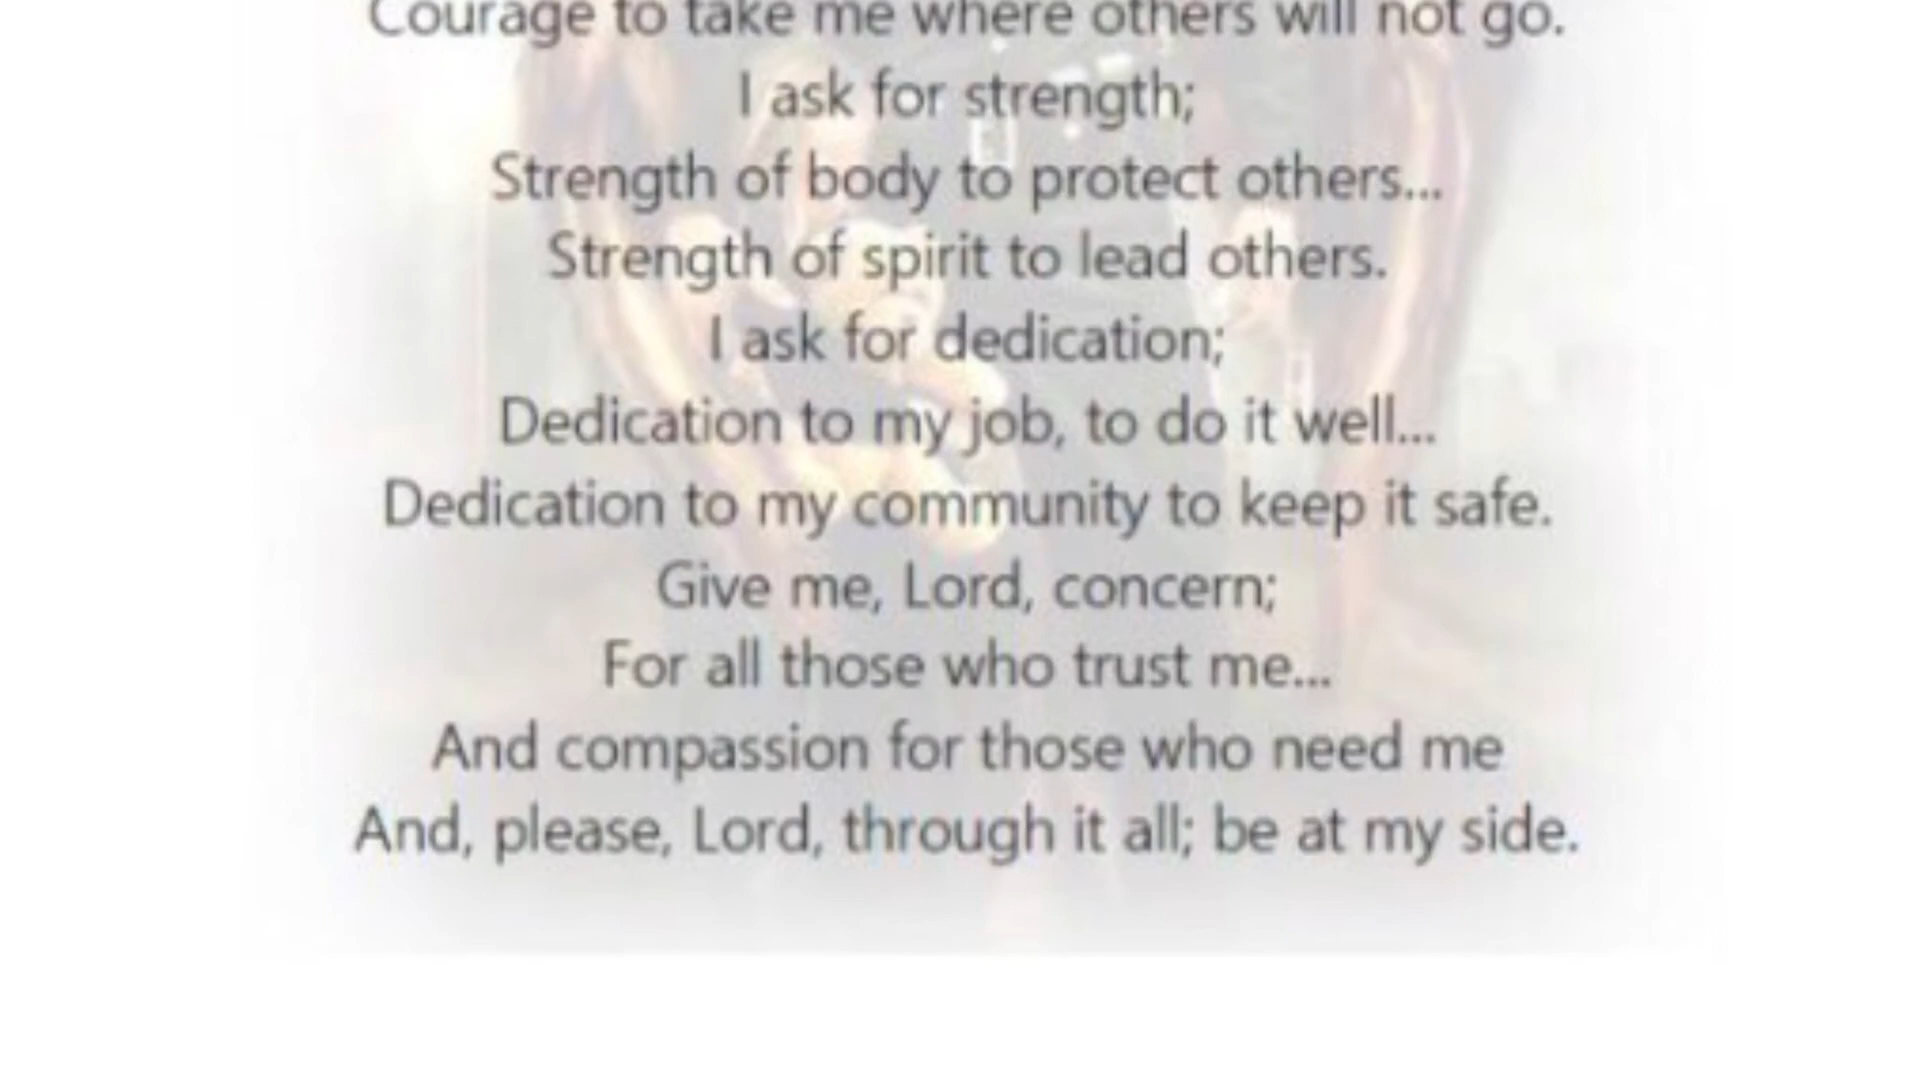 Courage to take me where others will not go.
I ask for strength;
Strength of body to protect others...
Strength of spirit to lead others.
I ask for dedication;
Dedication to my job, to do it well...
Dedication to my community to keep it safe.
Give me, Lord, concern;
For all those who trust me...
And compassion for those who need me
And, please, Lord, through it all; be at my side.